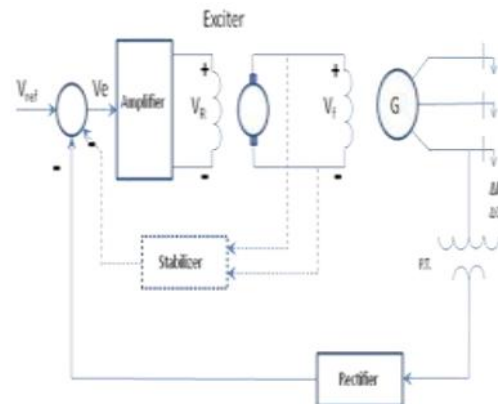 Exciter
Vref
Ve
Amplifier
+
VR
-
+
Vf
-
G
-
-
Stabilizer
P.T.
Rectifier